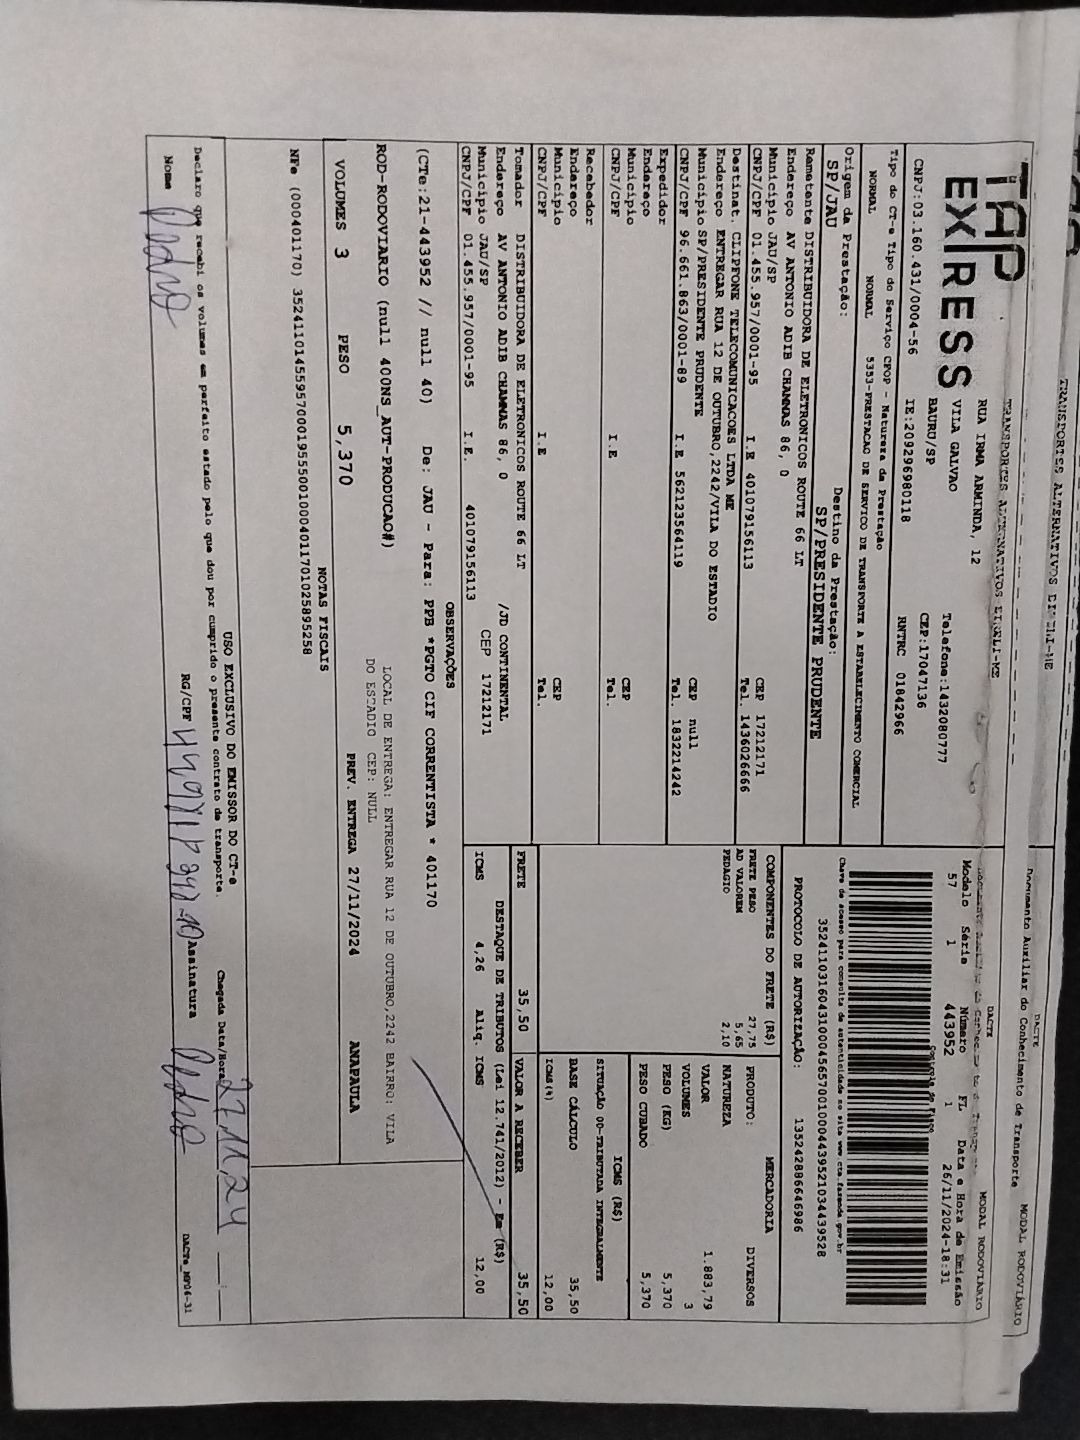 TRANSPORTES ALTERNATIVOS EIRELI-ME
DACTE
Documento Auxiliar do Conhecimento de Transporte
MODAL RODOVIÁRIO
TAP
EXPRESS
TRANSPORTES ALTERNATIVOS EIRELI-ME
RUA IRMA ARMINDA, 12
VILA GALVAO
BAURU/SP
Telefone:1432080777
CEP:17047136
CNPJ:03.160.431/0004-56
IE:209296980118
RNTRC 01842966
DACTE
MODAL RODOVIÁRIO
Modelo Série Número FL Data e Hora de Emissão
57 1 443952 1 26/11/2024-18:31
Controle do Fisco
Tipo do CT-e Tipo do Serviço CFOP - Natureza da Prestação
NORMAL NORMAL 5353-PRESTACAO DE SERVICO DE TRANSPORTE A ESTABELECIMENTO COMERCIAL
Chave de acesso para consulta de autenticidade no site www.cte.fazenda.gov.br
Origem da Prestação:
SP/JAU
Destino da Prestação:
SP/PRESIDENTE PRUDENTE
PROTOCOLO DE AUTORIZAÇÃO: 135242886646986
Remetente DISTRIBUIDORA DE ELETRONICOS ROUTE 66 LT
Endereço AV ANTONIO ADIB CHAMMAS 86, 0
Município JAU/SP CEP 17212171
CNPJ/CPF 01.455.957/0001-95 I.E 401079156113 Tel. 1436026666
Destinat. CLIPFONE TELECOMUNICACOES LTDA ME
Endereço ENTREGAR RUA 12 DE OUTUBRO,2242/VILA DO ESTADIO
Município SP/PRESIDENTE PRUDENTE CEP null
CNPJ/CPF 96.661.863/0001-89 I.E 562123564119 Tel. 1832214242
Expedidor
Endereço
Município CEP
CNPJ/CPF I.E Tel.
Recebedor
Endereço
Município CEP
CNPJ/CPF I.E Tel.
Tomador DISTRIBUIDORA DE ELETRONICOS ROUTE 66 LT
Endereço AV ANTONIO ADIB CHAMMAS 86, 0 /JD CONTINENTAL
Município JAU/SP CEP 17212171
CNPJ/CPF 01.455.957/0001-95 I.E. 401079156113
COMPONENTES DO FRETE (R$)
FRETE PESO 27,75
AD VALOREM 5,65
PEDAGIO 2,10
MERCADORIA
PRODUTO: DIVERSOS
NATUREZA
VALOR 1.883,79
VOLUMES 3
PESO (KG) 5,370
PESO CUBADO 5,370
ICMS (R$)
SITUAÇÃO 00-TRIBUTADA INTEGRALMENTE
BASE CÁLCULO 35,50
ICMS(%) 12,00
FRETE 35,50
VALOR A RECEBER 35,50
DESTAQUE DE TRIBUTOS (Lei 12.741/2012) - Em (R$)
ICMS 4,26 Aliq. ICMS 12,00
OBSERVAÇÕES
(CTe:21-443952 // null 40) De: JAU - Para: PPB *PGTO CIF CORRENTISTA * 401170
LOCAL DE ENTREGA: ENTREGAR RUA 12 DE OUTUBRO,2242 BAIRRO: VILA
DO ESTADIO CEP: NULL
ROD-RODOVIARIO (null 400NS_AUT-PRODUCAO#)
VOLUMES 3 PESO 5,370 PREV. ENTREGA 27/11/2024 ANAPAULA
NOTAS FISCAIS
USO EXCLUSIVO DO EMISSOR DO CT-e
Declaro que recebi os volumes em perfeito estado pelo que dou por cumprido o presente contrato de transporte.
Chegada Data/Hora 27 11 24
Nome RG/CPF Assinatura
DACTe_NF04-31